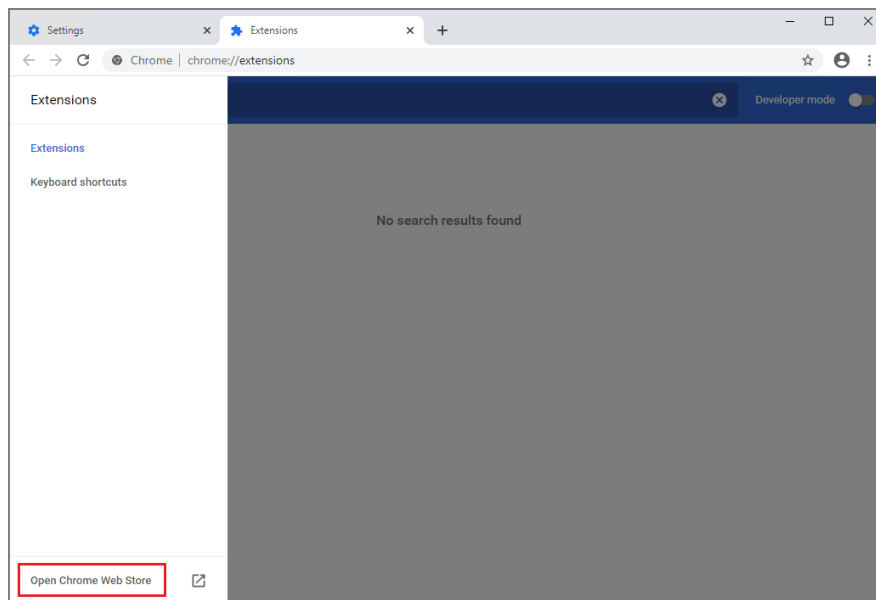 Settings
Extensions
Chrome | chrome://extensions
Extensions
Developer mode
Extensions
Keyboard shortcuts
No search results found
Open Chrome Web Store